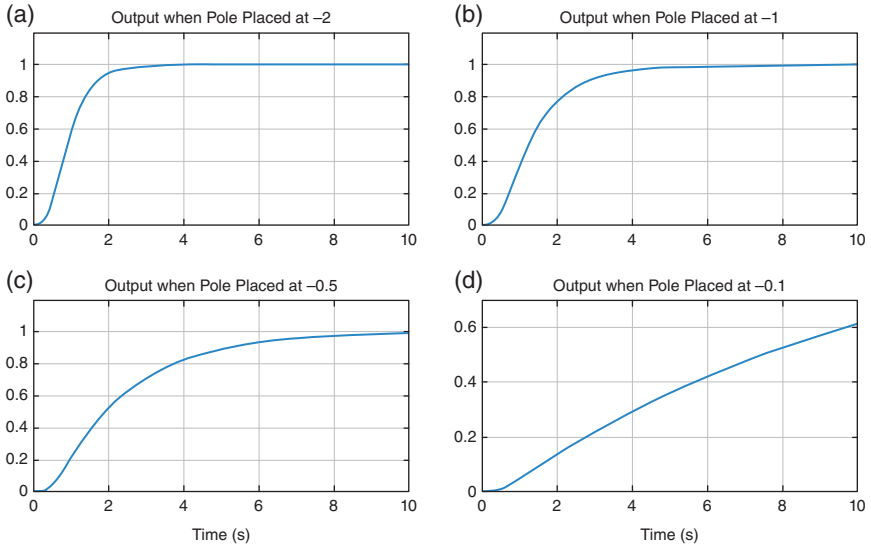 (a)
Output when Pole Placed at –2
1
0.8
0.6
0.4
0.2
0
0 2 4 6 8 10
(b)
Output when Pole Placed at –1
1
0.8
0.6
0.4
0.2
0
0 2 4 6 8 10
(c)
Output when Pole Placed at –0.5
1
0.8
0.6
0.4
0.2
0
0 2 4 6 8 10
Time (s)
(d)
Output when Pole Placed at –0.1
0.6
0.4
0.2
0
0 2 4 6 8 10
Time (s)